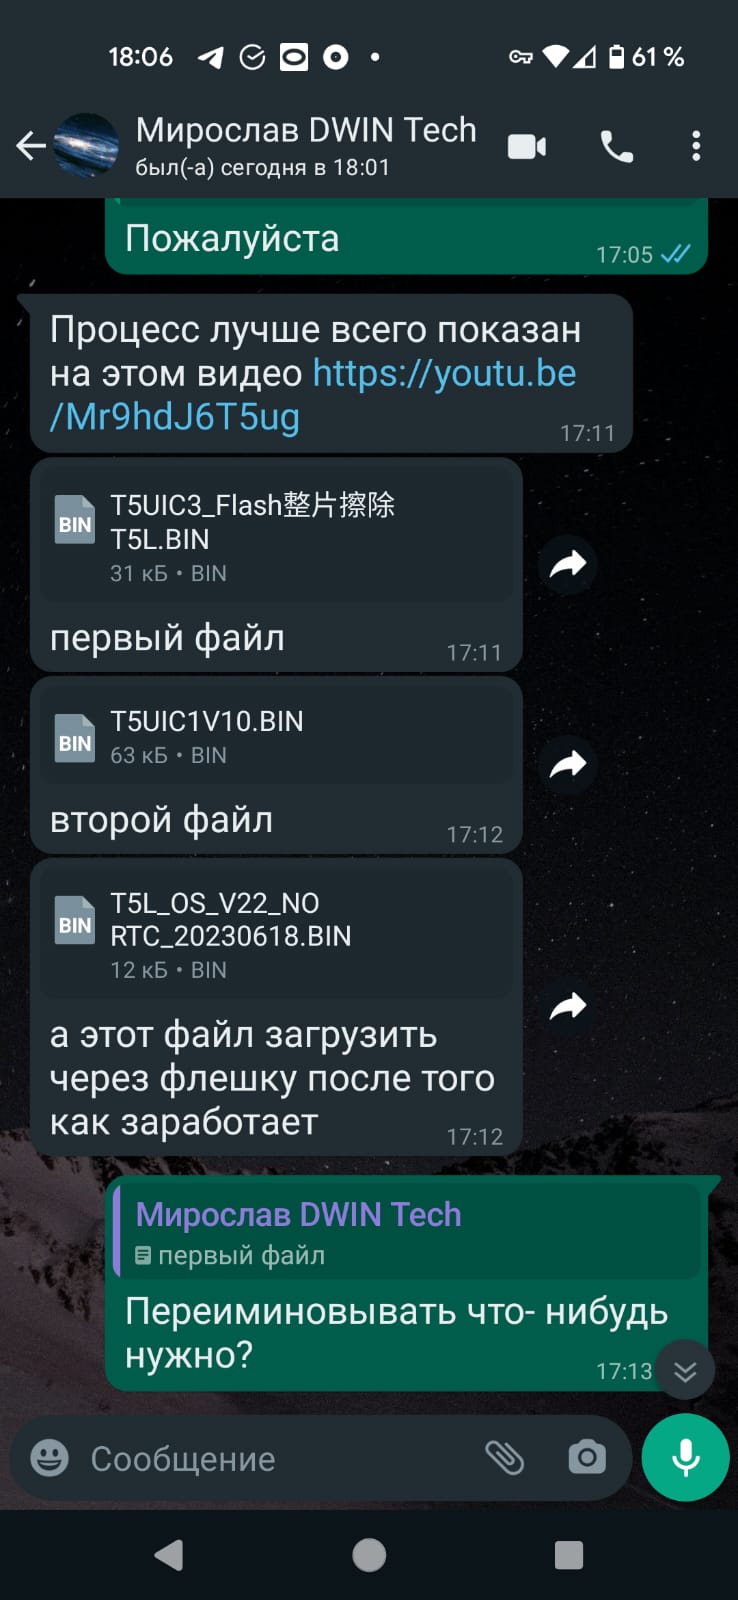 18:06
61 %
Мирослав DWIN Tech
был(-а) сегодня в 18:01
Пожалуйста
17:05
Процесс лучше всего показан
на этом видео https://youtu.be
/Mr9hdJ6T5ug
17:11
BIN
T5UIC3_Flash整片擦除
T5L.BIN
31 кБ • BIN
первый файл
17:11
BIN
T5UIC1V10.BIN
63 кБ • BIN
второй файл
17:12
BIN
T5L_OS_V22_NO
RTC_20230618.BIN
12 кБ • BIN
а этот файл загрузить
через флешку после того
как заработает
17:12
Мирослав DWIN Tech
первый файл
Переиминовывать что- нибудь
нужно?
17:13
Сообщение